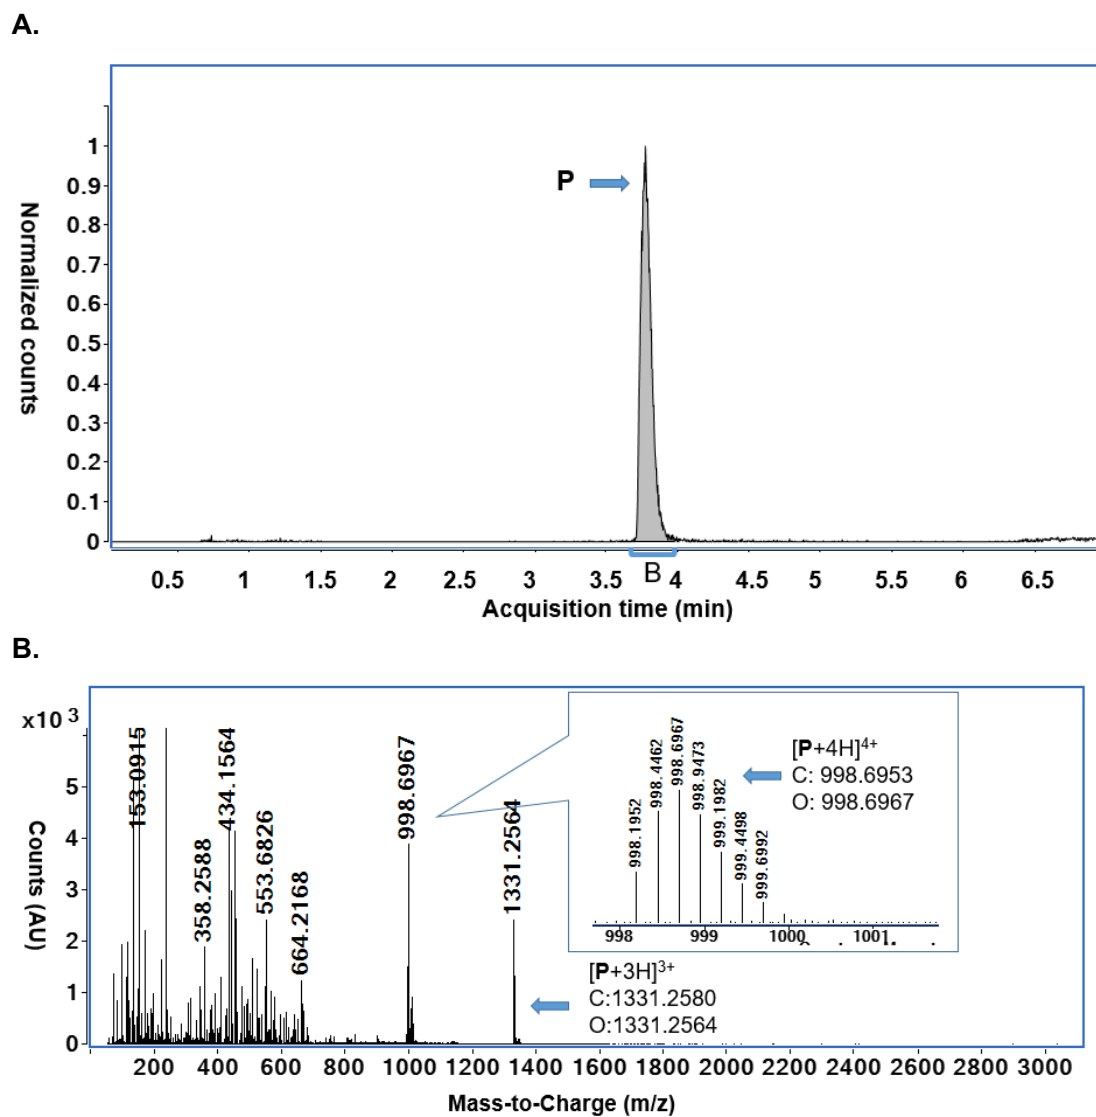 A.
Normalized counts
1
0.9
0.8
0.7
0.6
0.5
0.4
0.3
0.2
0.1
0
P
B
0.5 1 1.5 2 2.5 3 3.5 4 4.5 5 5.5 6 6.5
Acquisition time (min)
B.
x10 3
Counts (AU)
5
4
3
2
1
0
153.0915
358.2588
434.1564
553.6826
664.2168
998.6967
1331.2564
998.1952
998.4462
998.6967
998.9473
999.1982
999.4498
999.6992
998 999 1000 1001
[P+4H]4+
C: 998.6953
O: 998.6967
[P+3H]3+
C:1331.2580
O:1331.2564
200 400 600 800 1000 1200 1400 1600 1800 2000 2200 2400 2600 2800 3000
Mass-to-Charge (m/z)